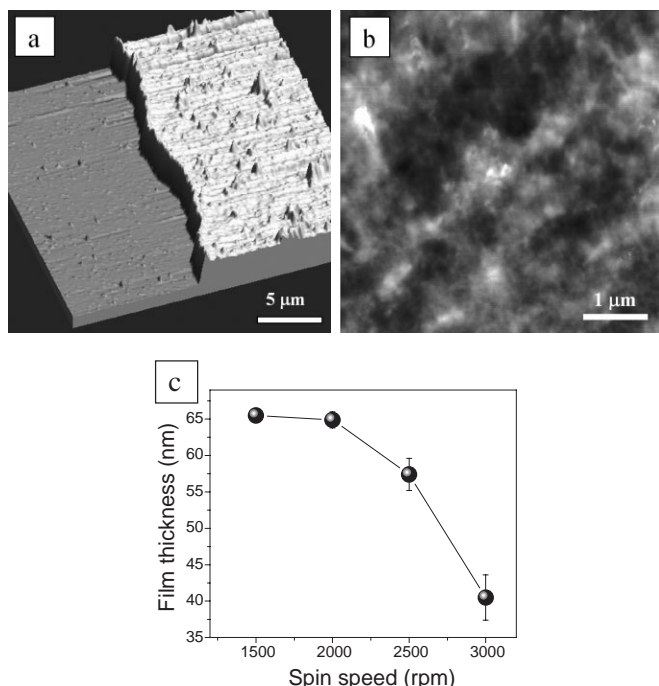 a
b
5 μm
1 μm
c
65
60
55
50
45
40
35
Film thickness (nm)
1500 2000 2500 3000
Spin speed (rpm)